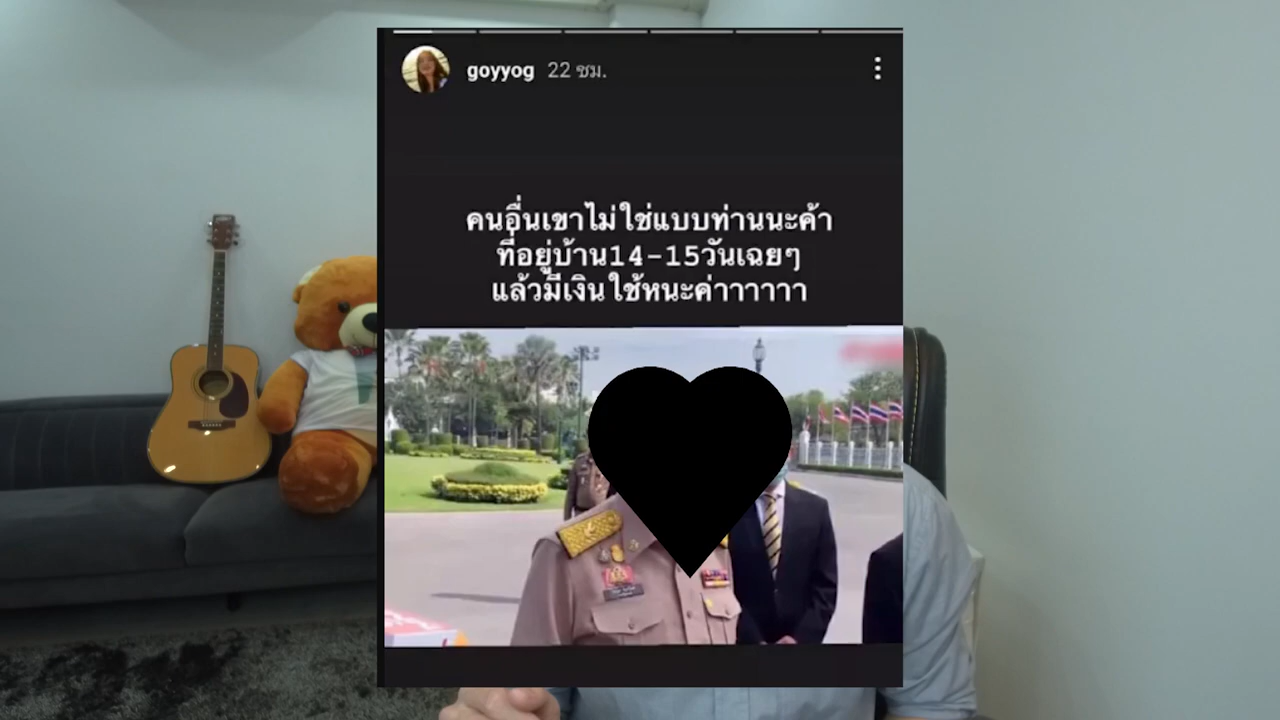 goyyog 22 ชม.
คนอื่นเขาไม่ใช่แบบท่านนะค้า
ที่อยู่บ้าน14-15วันเฉยๆ
แล้วมีเงินใช้หนะค่าาาาาา